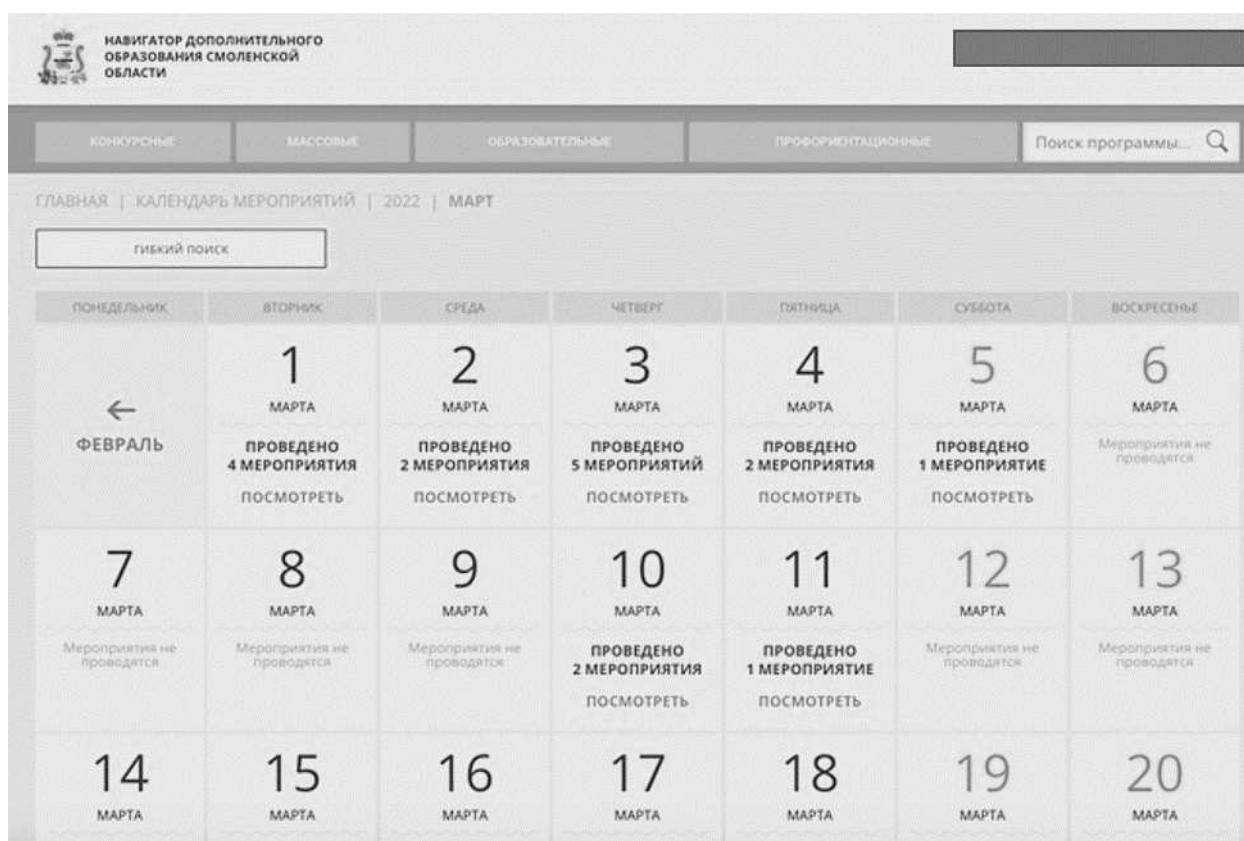 НАВИГАТОР ДОПОЛНИТЕЛЬНОГО
ОБРАЗОВАНИЯ СМОЛЕНСКОЙ
ОБЛАСТИ
КОНКУРСНЫЕ МАССОВЫЕ ОБРАЗОВАТЕЛЬНЫЕ ПРОФОРИЕНТАЦИОННЫЕ Поиск программы...
ГЛАВНАЯ | КАЛЕНДАРЬ МЕРОПРИЯТИЙ | 2022 | МАРТ
ГИБКИЙ ПОИСК
ПОНЕДЕЛЬНИК ВТОРНИК СРЕДА ЧЕТВЕРГ ПЯТНИЦА СУББОТА ВОСКРЕСЕНЬЕ
←
ФЕВРАЛЬ
1
МАРТА
ПРОВЕДЕНО
4 МЕРОПРИЯТИЯ
ПОСМОТРЕТЬ
2
МАРТА
ПРОВЕДЕНО
2 МЕРОПРИЯТИЯ
ПОСМОТРЕТЬ
3
МАРТА
ПРОВЕДЕНО
5 МЕРОПРИЯТИЙ
ПОСМОТРЕТЬ
4
МАРТА
ПРОВЕДЕНО
2 МЕРОПРИЯТИЯ
ПОСМОТРЕТЬ
5
МАРТА
ПРОВЕДЕНО
1 МЕРОПРИЯТИЕ
ПОСМОТРЕТЬ
6
МАРТА
Мероприятия не
проводятся
7
МАРТА
Мероприятия не
проводятся
8
МАРТА
Мероприятия не
проводятся
9
МАРТА
Мероприятия не
проводятся
10
МАРТА
ПРОВЕДЕНО
2 МЕРОПРИЯТИЯ
ПОСМОТРЕТЬ
11
МАРТА
ПРОВЕДЕНО
1 МЕРОПРИЯТИЕ
ПОСМОТРЕТЬ
12
МАРТА
Мероприятия не
проводятся
13
МАРТА
Мероприятия не
проводятся
14
МАРТА
15
МАРТА
16
МАРТА
17
МАРТА
18
МАРТА
19
МАРТА
20
МАРТА